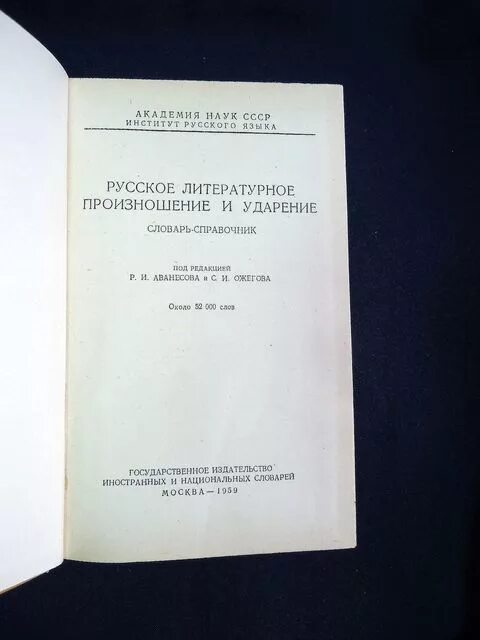 АКАДЕМИЯ НАУК СССР
ИНСТИТУТ РУССКОГО ЯЗЫКА
РУССКОЕ ЛИТЕРАТУРНОЕ
ПРОИЗНОШЕНИЕ И УДАРЕНИЕ
СЛОВАРЬ-СПРАВОЧНИК
ПОД РЕДАКЦИЕЙ
Р. И. АВАНЕСОВА и С. И. ОЖЕГОВА
Около 52 000 слов
ГОСУДАРСТВЕННОЕ ИЗДАТЕЛЬСТВО
ИНОСТРАННЫХ И НАЦИОНАЛЬНЫХ СЛОВАРЕЙ
МОСКВА — 1959